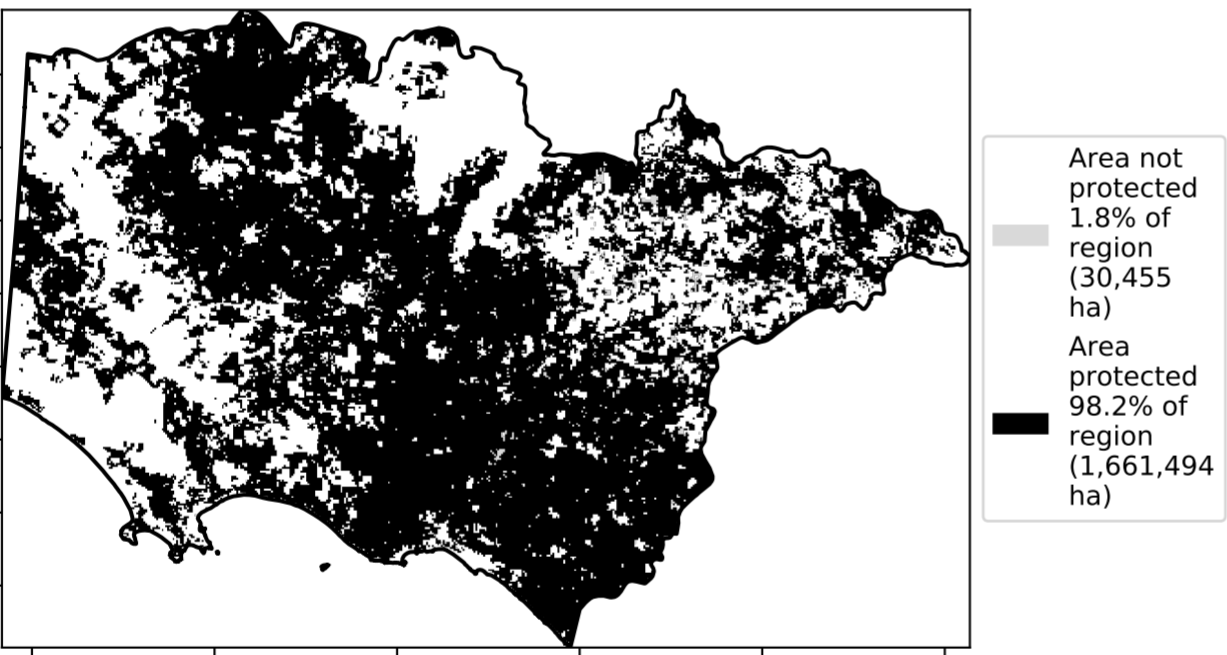 Area not
protected
1.8% of
region
(30,455
ha)
Area
protected
98.2% of
region
(1,661,494
ha)